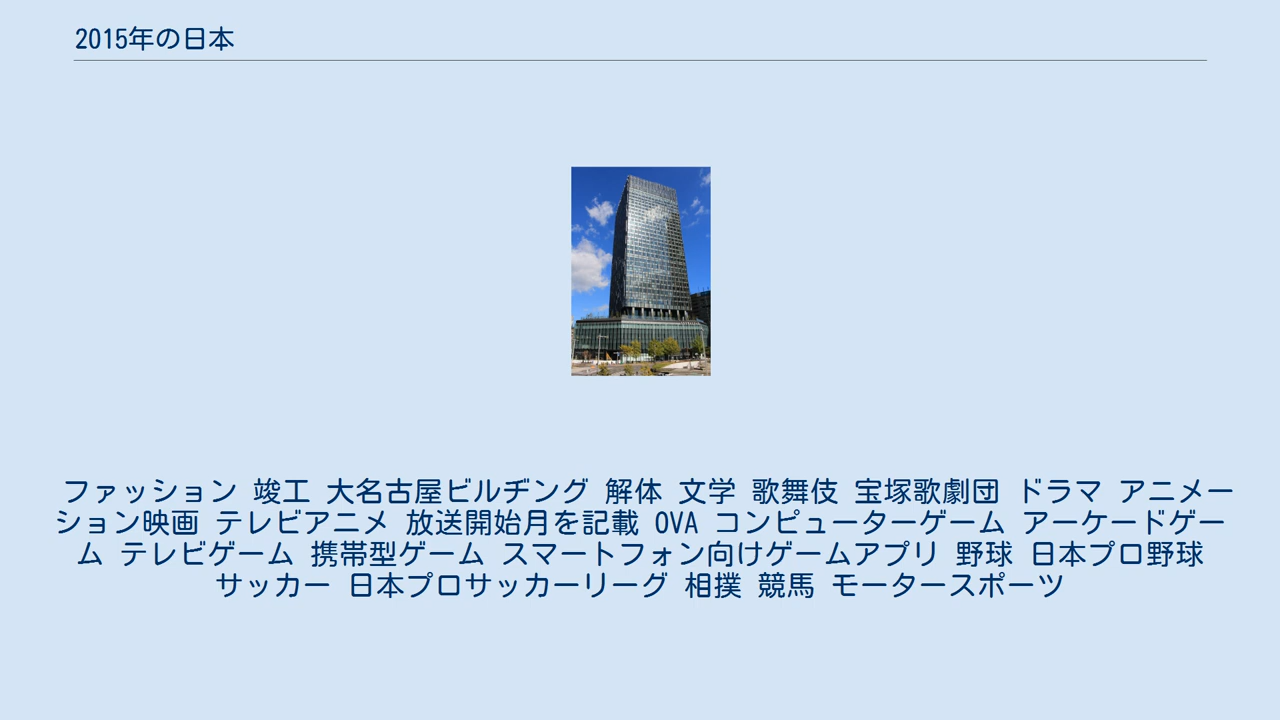 2015年の日本
ファッション 竣工 大名古屋ビルヂング 解体 文学 歌舞伎 宝塚歌劇団 ドラマ アニメー
ション映画 テレビアニメ 放送開始月を記載 OVA コンピューターゲーム アーケードゲー
ム テレビゲーム 携帯型ゲーム スマートフォン向けゲームアプリ 野球 日本プロ野球
サッカー 日本プロサッカーリーグ 相撲 競馬 モータースポーツ